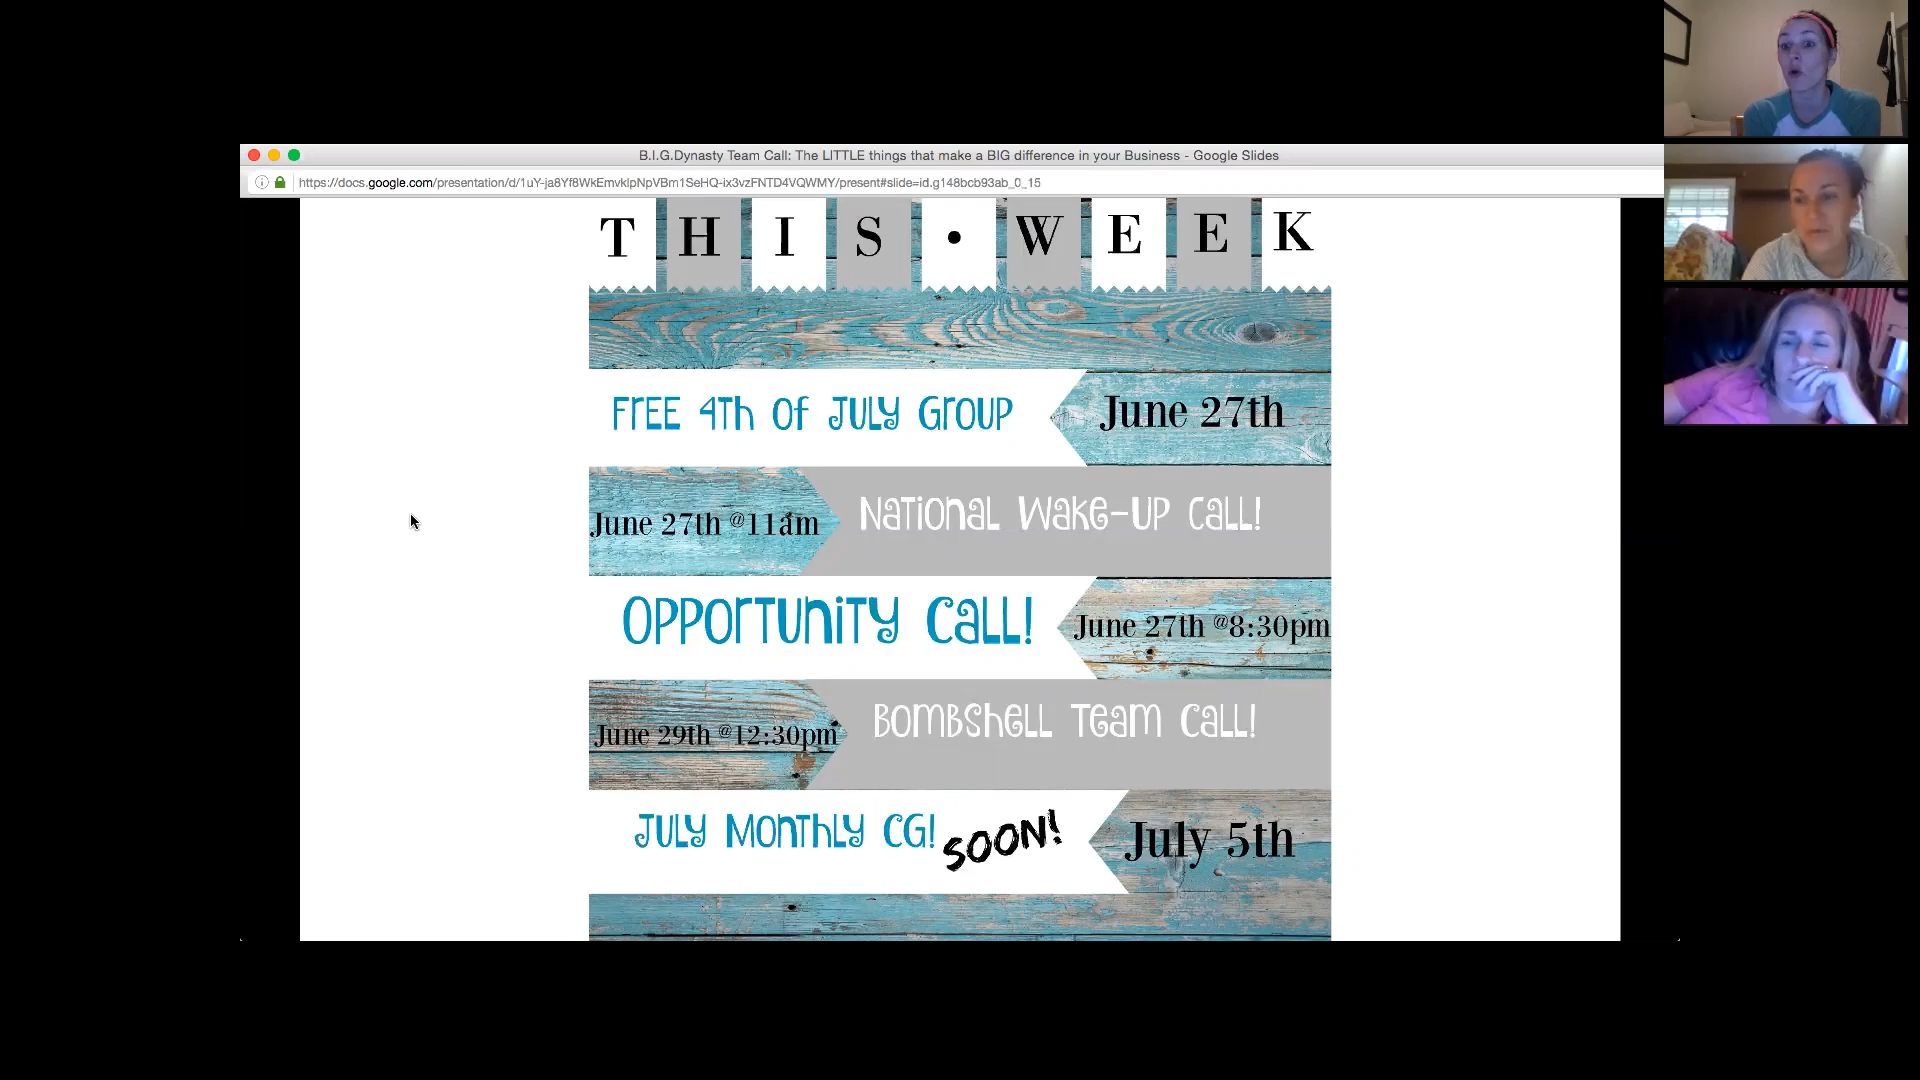 B.I.G.Dynasty Team Call: The LITTLE things that make a BIG difference in your Business - Google Slides
https://docs.google.com/presentation/d/1uY-ja8Yf8WkEmvklpNpVBm1SeHQ-ix3vzFNTD4VQWMY/present#slide=id.g148bcb93ab_0_15
THIS • WEEK
FREE 4Th OF JULY GROUP June 27th
June 27th @11am National Wake-Up Call!
Opportunity Call! June 27th @8:30pm
June 29th @12:30pm Bombshell Team Call!
July Monthly CG! SOON! July 5th